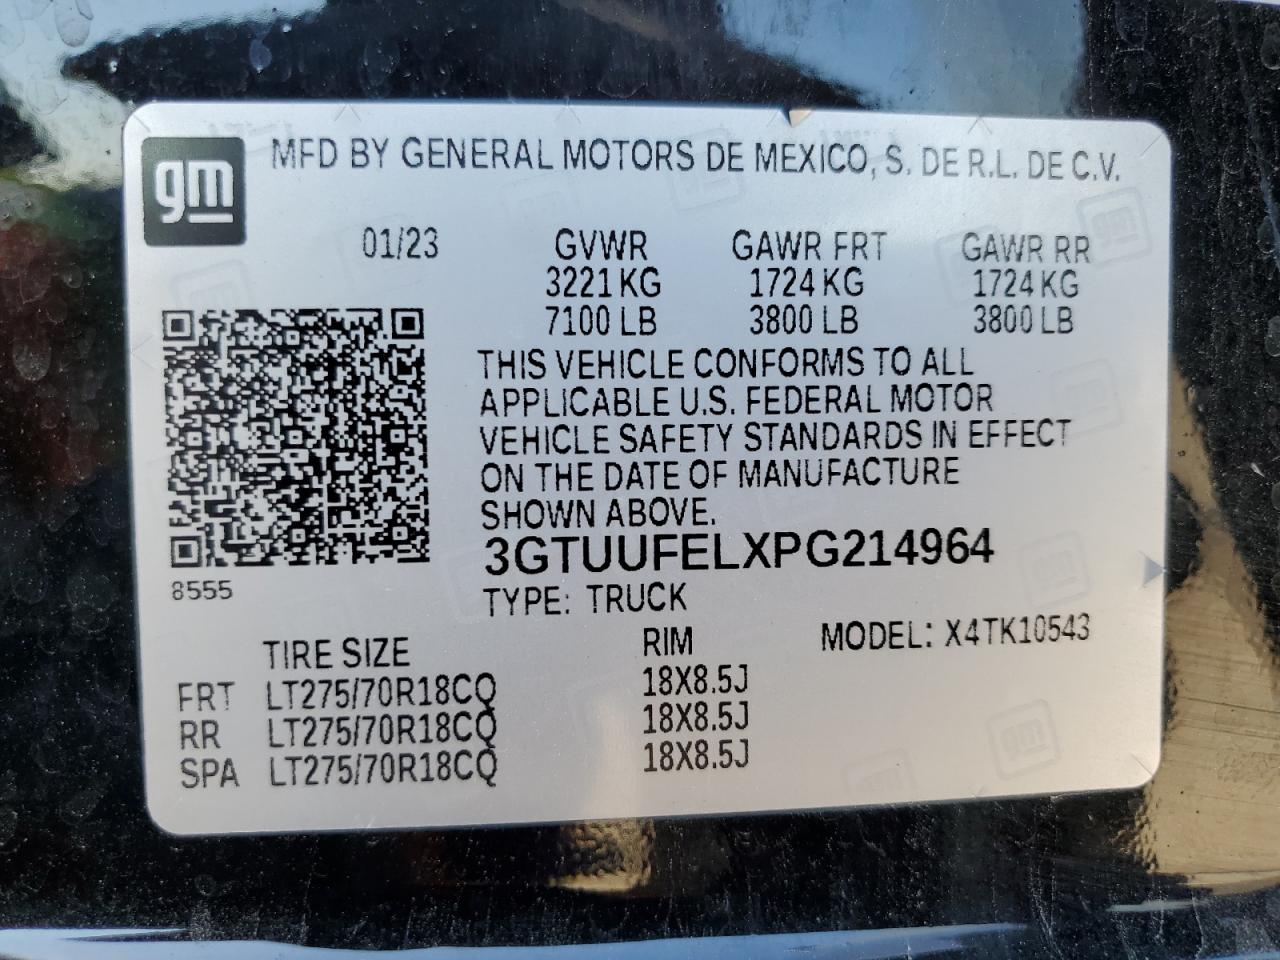 gm
MFD BY GENERAL MOTORS DE MEXICO, S. DE R.L. DE C.V.
01/23 GVWR GAWR FRT GAWR RR
3221 KG 1724 KG 1724 KG
7100 LB 3800 LB 3800 LB
THIS VEHICLE CONFORMS TO ALL
APPLICABLE U.S. FEDERAL MOTOR
VEHICLE SAFETY STANDARDS IN EFFECT
ON THE DATE OF MANUFACTURE
SHOWN ABOVE.
3GTUUFELXPG214964
8555
TYPE: TRUCK
TIRE SIZE RIM MODEL: X4TK10543
FRT LT275/70R18CQ 18X8.5J
RR LT275/70R18CQ 18X8.5J
SPA LT275/70R18CQ 18X8.5J